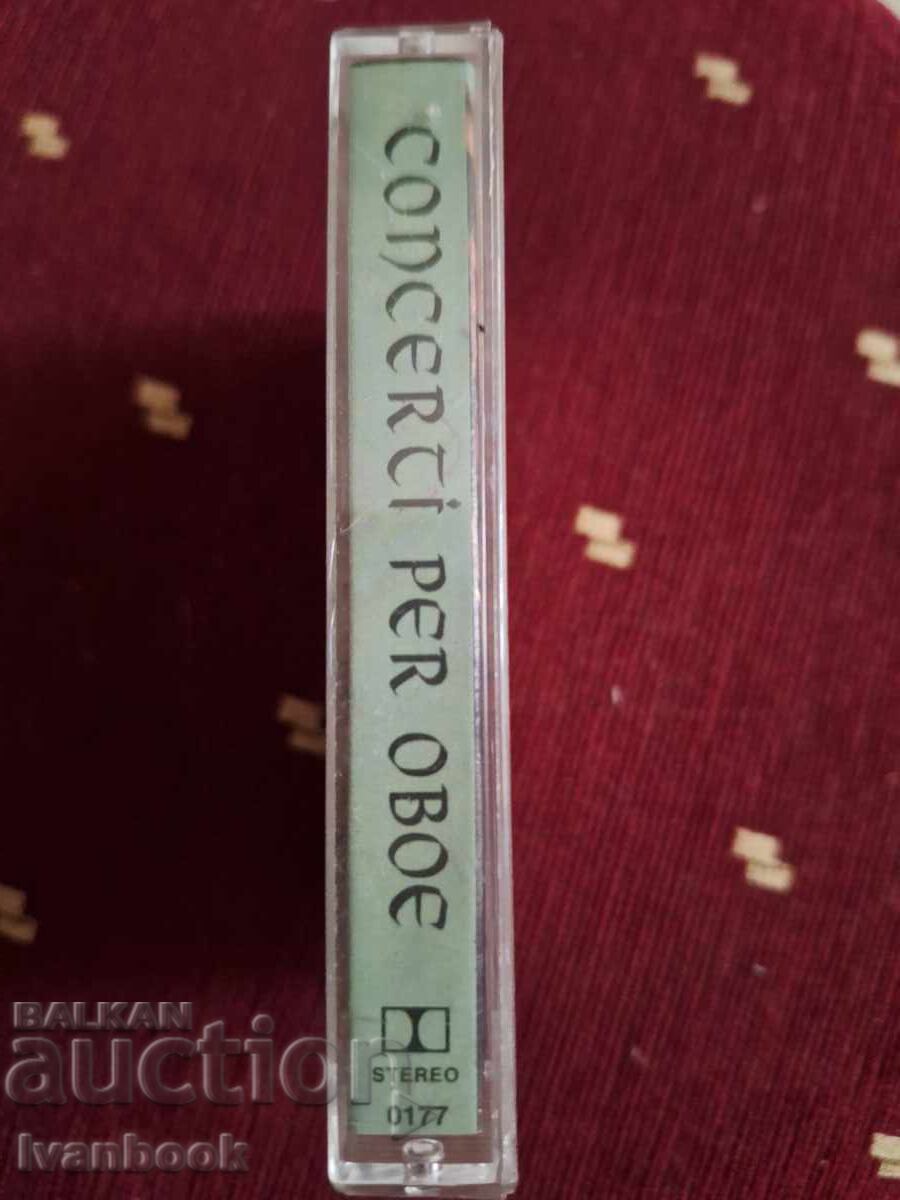 CONCERTI PER OBOE
STEREO
0177
BALKAN
auction
Ivanbook